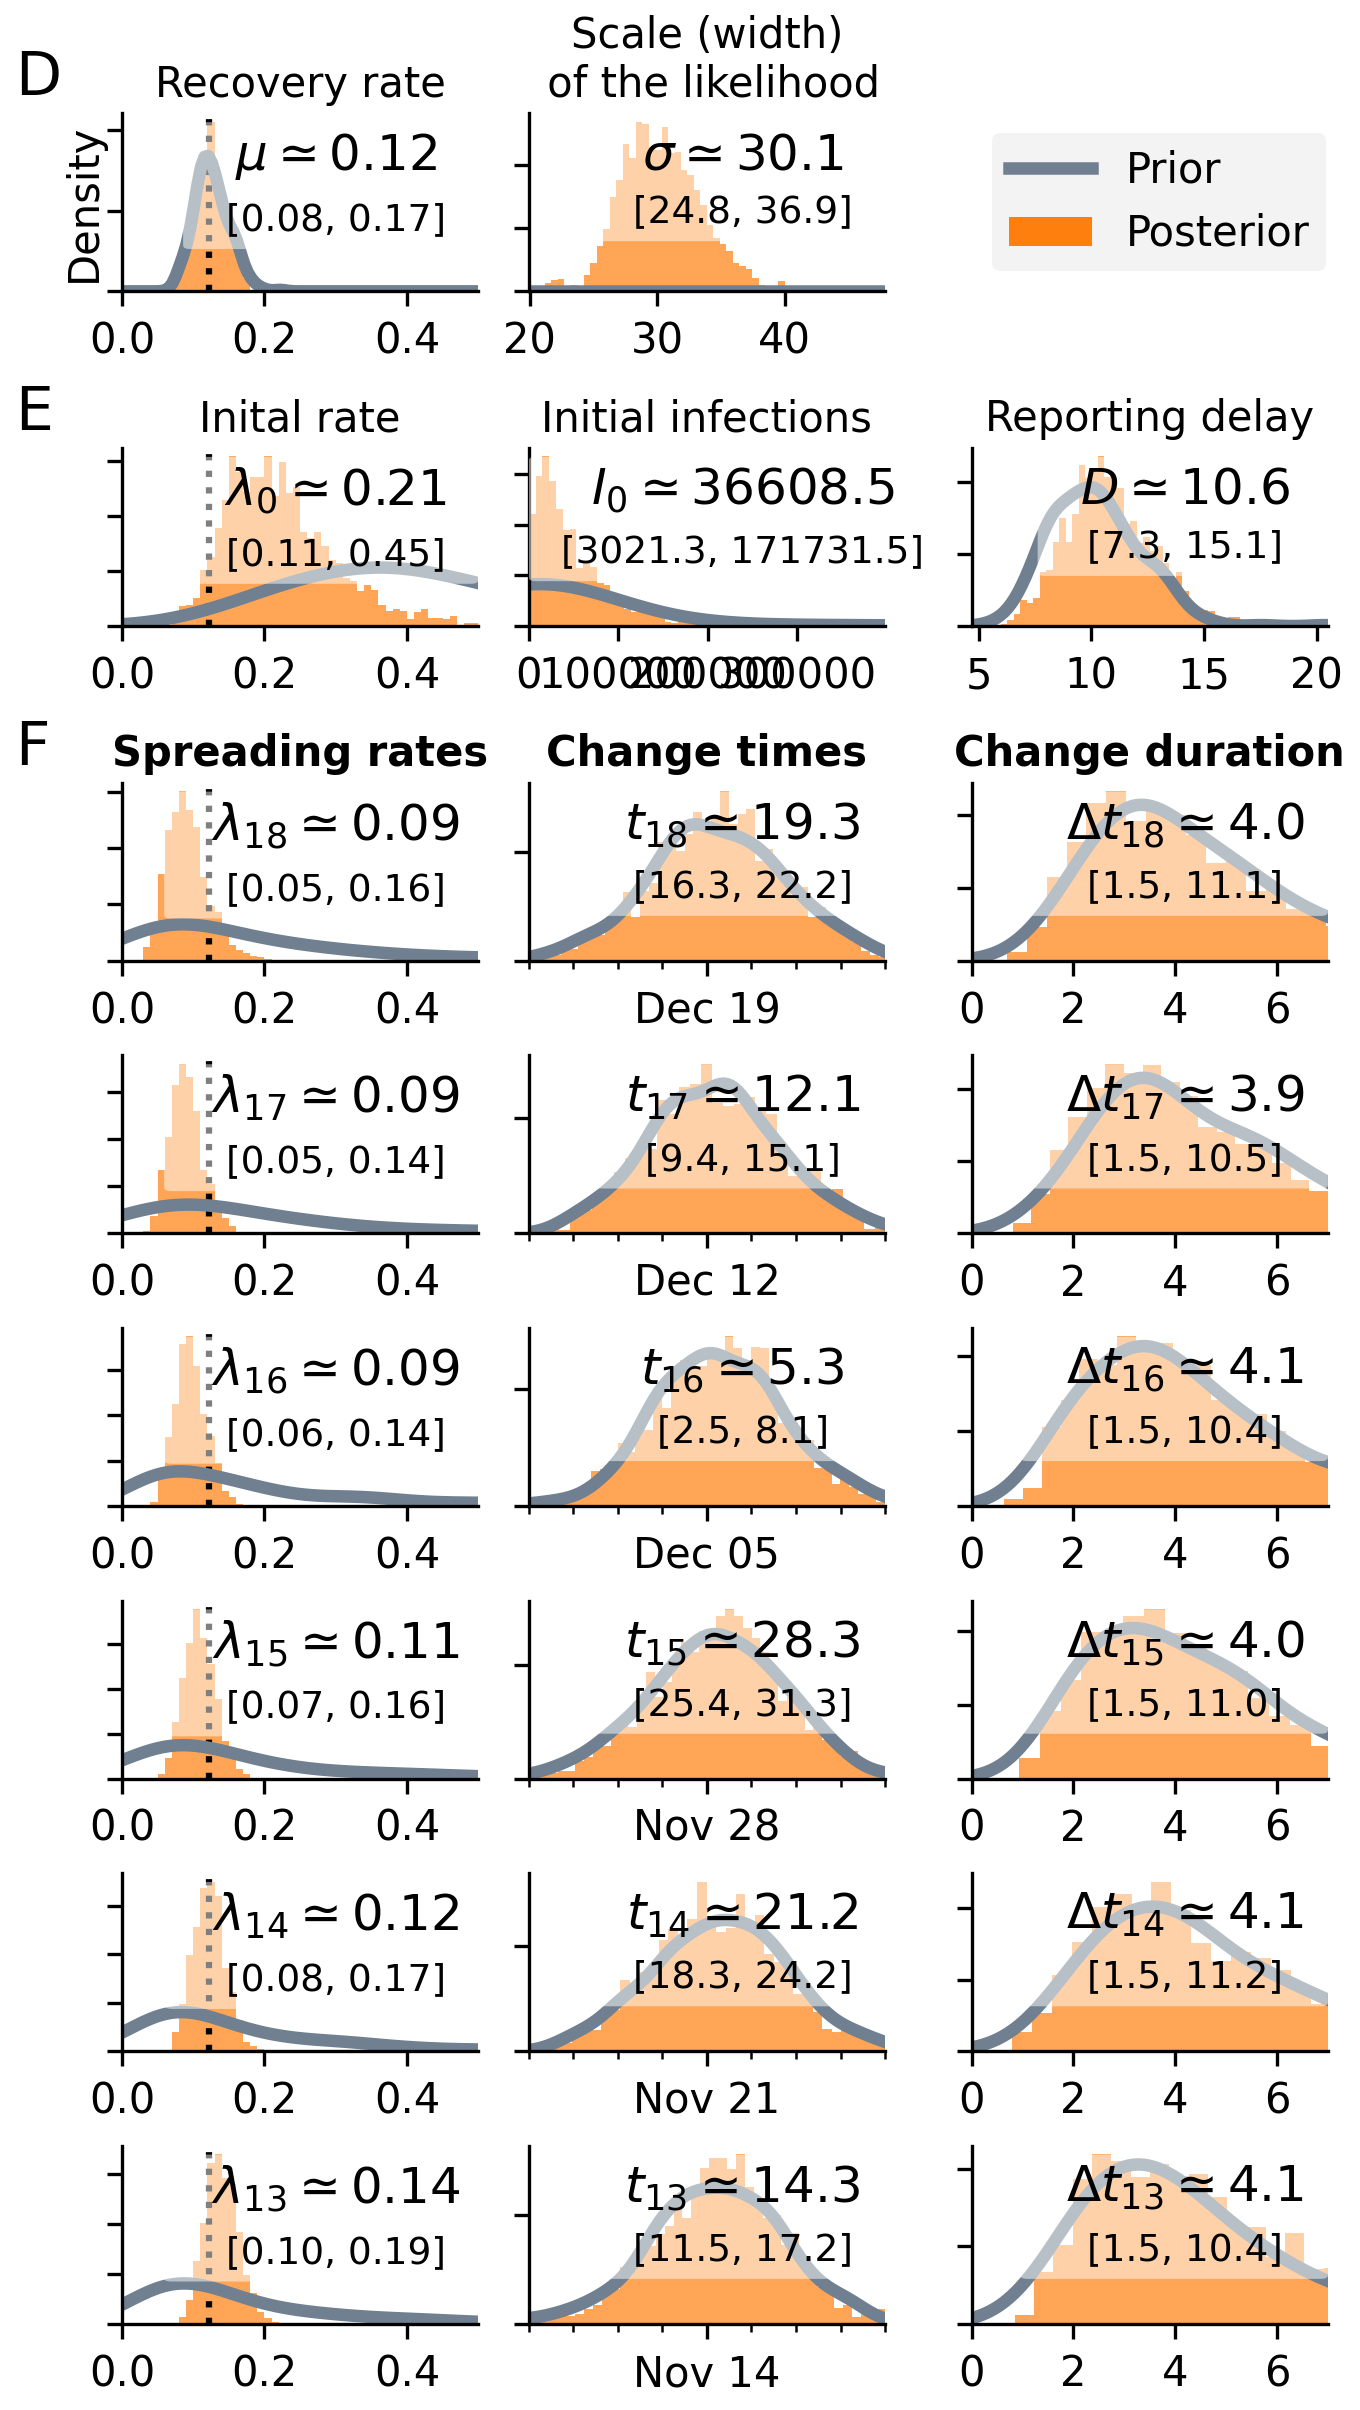 D
Recovery rate
Scale (width)
of the likelihood
Density
μ ≃ 0.12
[0.08, 0.17]
σ ≃ 30.1
[24.8, 36.9]
Prior
Posterior
0.0 0.2 0.4
20 30 40
E
Inital rate
Initial infections
Reporting delay
λ0 ≃ 0.21
[0.11, 0.45]
I0 ≃ 36608.5
[3021.3, 171731.5]
D ≃ 10.6
[7.3, 15.1]
0.0 0.2 0.4
0 100000 200000 300000
5 10 15 20
F
Spreading rates
Change times
Change duration
λ18 ≃ 0.09
[0.05, 0.16]
t18 ≃ 19.3
[16.3, 22.2]
Δt18 ≃ 4.0
[1.5, 11.1]
0.0 0.2 0.4
Dec 19
0 2 4 6
λ17 ≃ 0.09
[0.05, 0.14]
t17 ≃ 12.1
[9.4, 15.1]
Δt17 ≃ 3.9
[1.5, 10.5]
0.0 0.2 0.4
Dec 12
0 2 4 6
λ16 ≃ 0.09
[0.06, 0.14]
t16 ≃ 5.3
[2.5, 8.1]
Δt16 ≃ 4.1
[1.5, 10.4]
0.0 0.2 0.4
Dec 05
0 2 4 6
λ15 ≃ 0.11
[0.07, 0.16]
t15 ≃ 28.3
[25.4, 31.3]
Δt15 ≃ 4.0
[1.5, 11.0]
0.0 0.2 0.4
Nov 28
0 2 4 6
λ14 ≃ 0.12
[0.08, 0.17]
t14 ≃ 21.2
[18.3, 24.2]
Δt14 ≃ 4.1
[1.5, 11.2]
0.0 0.2 0.4
Nov 21
0 2 4 6
λ13 ≃ 0.14
[0.10, 0.19]
t13 ≃ 14.3
[11.5, 17.2]
Δt13 ≃ 4.1
[1.5, 10.4]
0.0 0.2 0.4
Nov 14
0 2 4 6